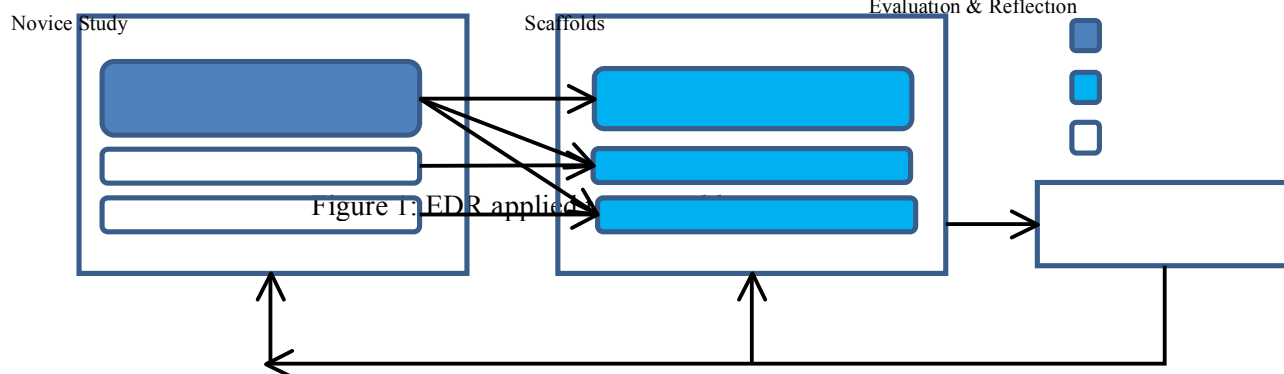 Evaluation & Reflection
Novice Study
Scaffolds
Figure 1: EDR applied